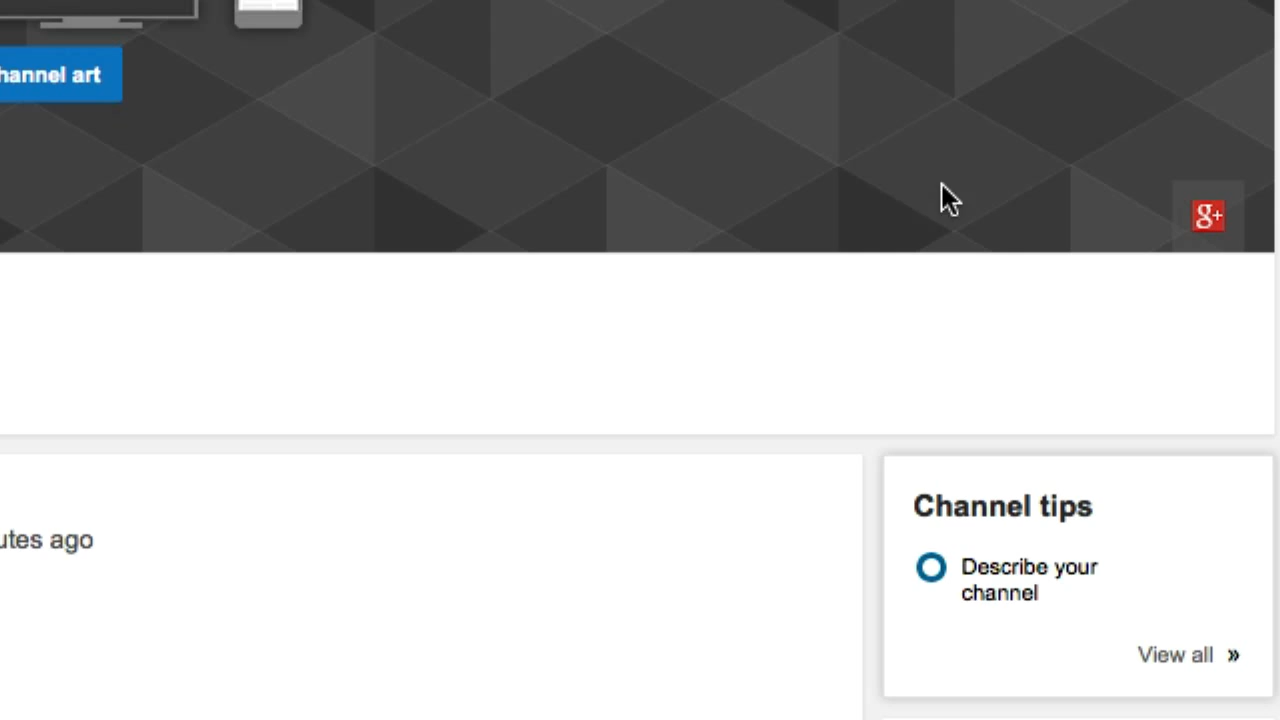 hannel art
g+
utes ago
Channel tips
Describe your
channel
View all »